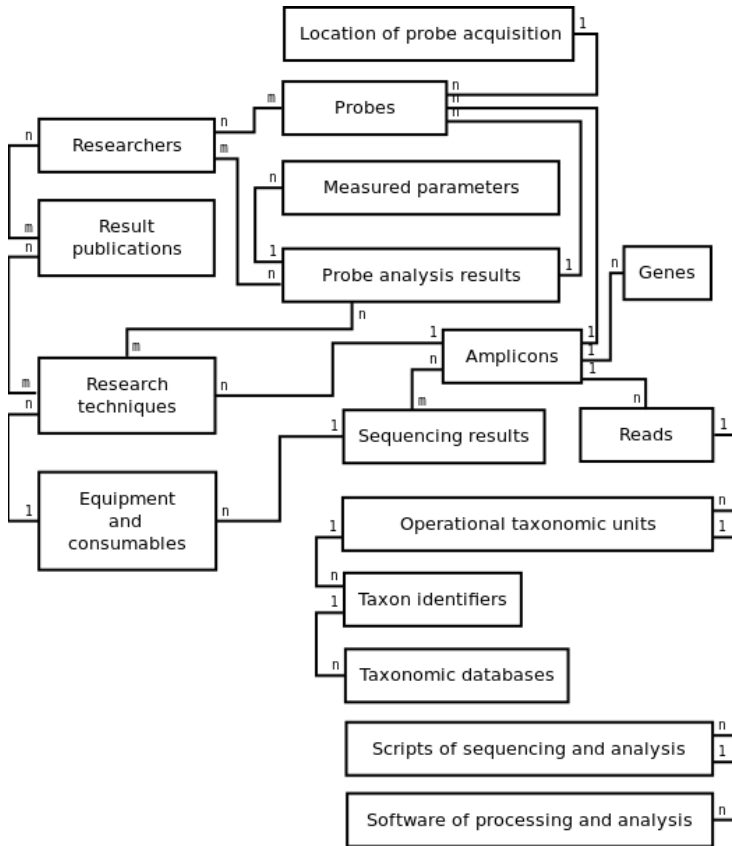 Location of probe acquisition
1
n
n
n
Probes
m
n
Researchers
n
m
Measured parameters
n
Result
publications
m
n
1
Probe analysis results
n
1
n
Genes
n
m
1
Amplicons
1
1
1
n
m
Research
techniques
m
n
n
n
Reads
1
1
Sequencing results
Equipment
and
consumables
1
n
Operational taxonomic units
n
1
1
Taxon identifiers
n
1
Taxonomic databases
n
Scripts of sequencing and analysis
n
1
Software of processing and analysis
n